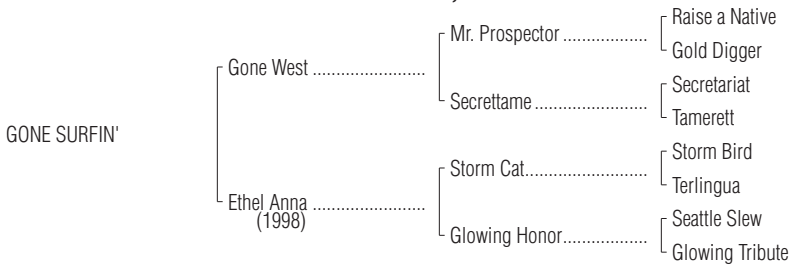 Raise a Native
Mr. Prospector ..................
Gold Digger
Gone West ........................
Secretariat
Secrettame ........................
Tamerett
GONE SURFIN'
Storm Bird
Storm Cat..........................
Terlingua
Ethel Anna ........................
(1998)
Seattle Slew
Glowing Honor..................
Glowing Tribute